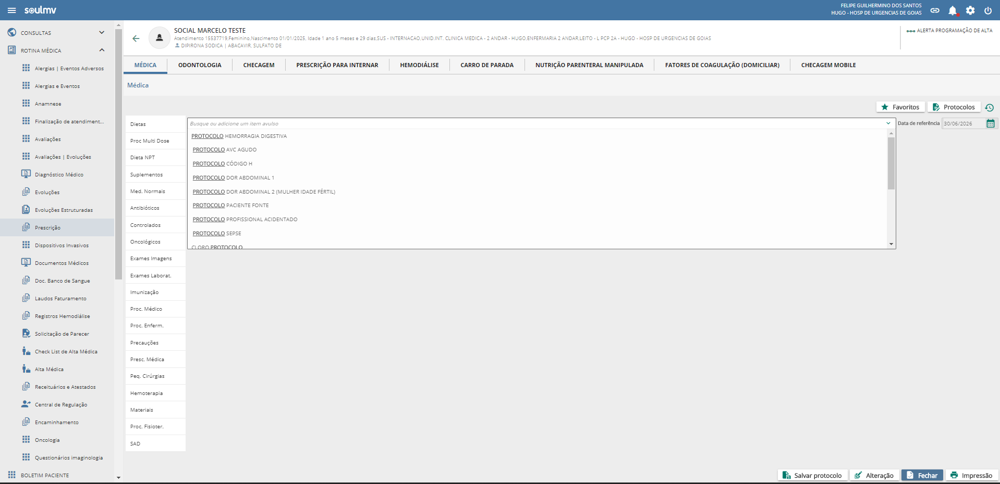 soulmv
FELIPE GUILHERMINO DOS SANTOS
HUGO - HOSP DE URGENCIAS DE GOIAS
CONSULTAS
ROTINA MÉDICA
Alergias | Eventos Adversos
Alergias e Eventos
Anamnese
Finalização de atendiment...
Avaliações
Avaliações | Evoluções
Diagnóstico Médico
Evoluções
Evoluções Estruturadas
Prescrição
Dispositivos Invasivos
Documentos Médicos
Doc. Banco de Sangue
Laudos Faturamento
Registros Hemodiálise
Solicitação de Parecer
Check List de Alta Médica
Alta Médica
Receituários e Atestados
Central de Regulação
Encaminhamento
Oncologia
Questionários imaginologia
BOLETIM PACIENTE
SOCIAL MARCELO TESTE
Atendimento 15537719,Feminino,Nascimento 01/01/2025. Idade 1 ano 5 meses e 29 dias,SUS - INTERNACAO,UNID.INT. CLINICA MEDICA - 2 ANDAR - HUGO,ENFERMARIA 2 ANDAR,LEITO - L PCP 2A - HUGO - HOSP DE URGENCIAS DE GOIAS
DIPIRONA SODICA | ABACAVIR, SULFATO DE
ALERTA PROGRAMAÇÃO DE ALTA
MÉDICA
ODONTOLOGIA
CHECAGEM
PRESCRIÇÃO PARA INTERNAR
HEMODIÁLISE
CARRO DE PARADA
NUTRIÇÃO PARENTERAL MANIPULADA
FATORES DE COAGULAÇÃO (DOMICILIAR)
CHECAGEM MOBILE
Médica
Favoritos
Protocolos
Dietas
Proc Multi Dose
Dieta NPT
Suplementos
Med. Normais
Antibióticos
Controlados
Oncológicos
Exames Imagens
Exames Laborat.
Imunização
Proc. Médico
Proc. Enferm.
Precauções
Presc. Médica
Peq. Cirúrgias
Hemoterapia
Materiais
Proc. Fisioter.
SAD
Busque ou adicione um item avulso
PROTOCOLO HEMORRAGIA DIGESTIVA
PROTOCOLO AVC AGUDO
PROTOCOLO CÓDIGO H
PROTOCOLO DOR ABDOMINAL 1
PROTOCOLO DOR ABDOMINAL 2 (MULHER IDADE FÉRTIL)
PROTOCOLO PACIENTE FONTE
PROTOCOLO PROFISSIONAL ACIDENTADO
PROTOCOLO SEPSE
CLORO PROTOCOLO
Data de referência
30/06/2026
Salvar protocolo
Alteração
Fechar
Impressão